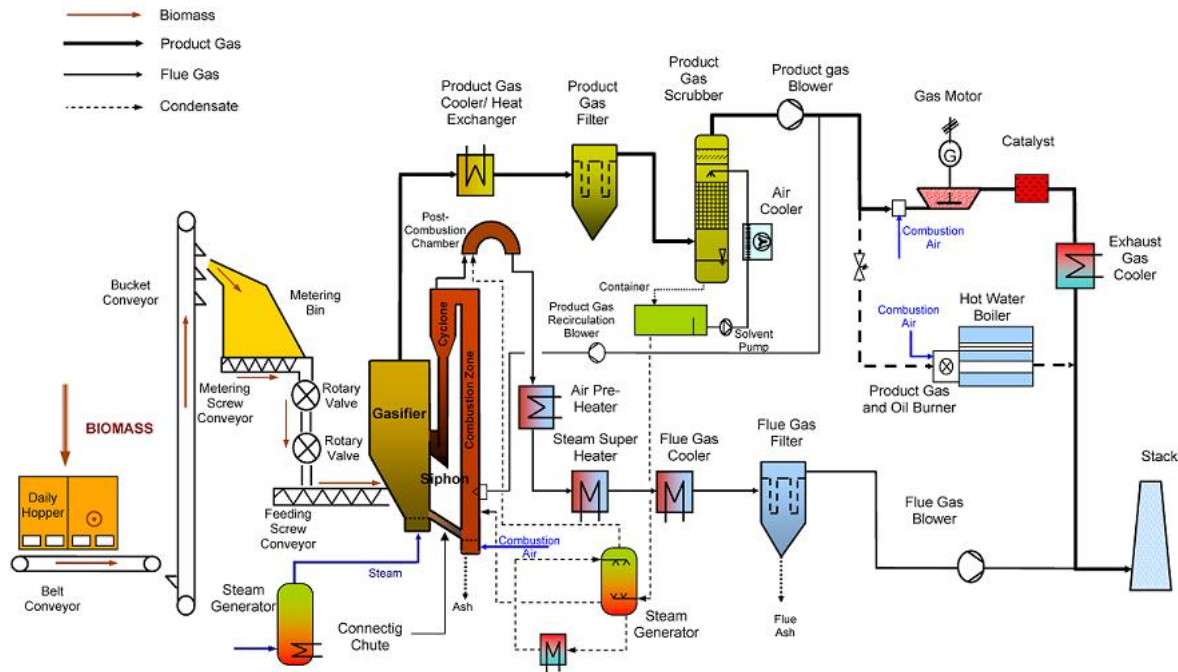 Biomass
Product Gas
Flue Gas
Condensate
Product Gas
Cooler/ Heat
Exchanger
Product
Gas
Filter
Product
Gas
Scrubber
Product gas
Blower
Gas Motor
G
Catalyst
Air
Cooler
Combustion
Air
Exhaust
Gas
Cooler
Post-
Combustion
Chamber
Bucket
Conveyor
Metering
Bin
Container
Product Gas
Recirculation
Blower
Solvent
Pump
Combustion
Air
Hot Water
Boiler
Product Gas
and Oil Burner
Cyclone
Combustion Zone
Metering
Screw
Conveyor
Rotary
Valve
Gasifier
Air Pre-
Heater
BIOMASS
Rotary
Valve
Siphon
Steam Super
Heater
Flue Gas
Cooler
Flue Gas
Filter
Stack
Daily
Hopper
Feeding
Screw
Conveyor
Flue Gas
Blower
Combustion
Air
Steam
Belt
Conveyor
Steam
Generator
Ash
Connectig
Chute
Steam
Generator
Flue
Ash